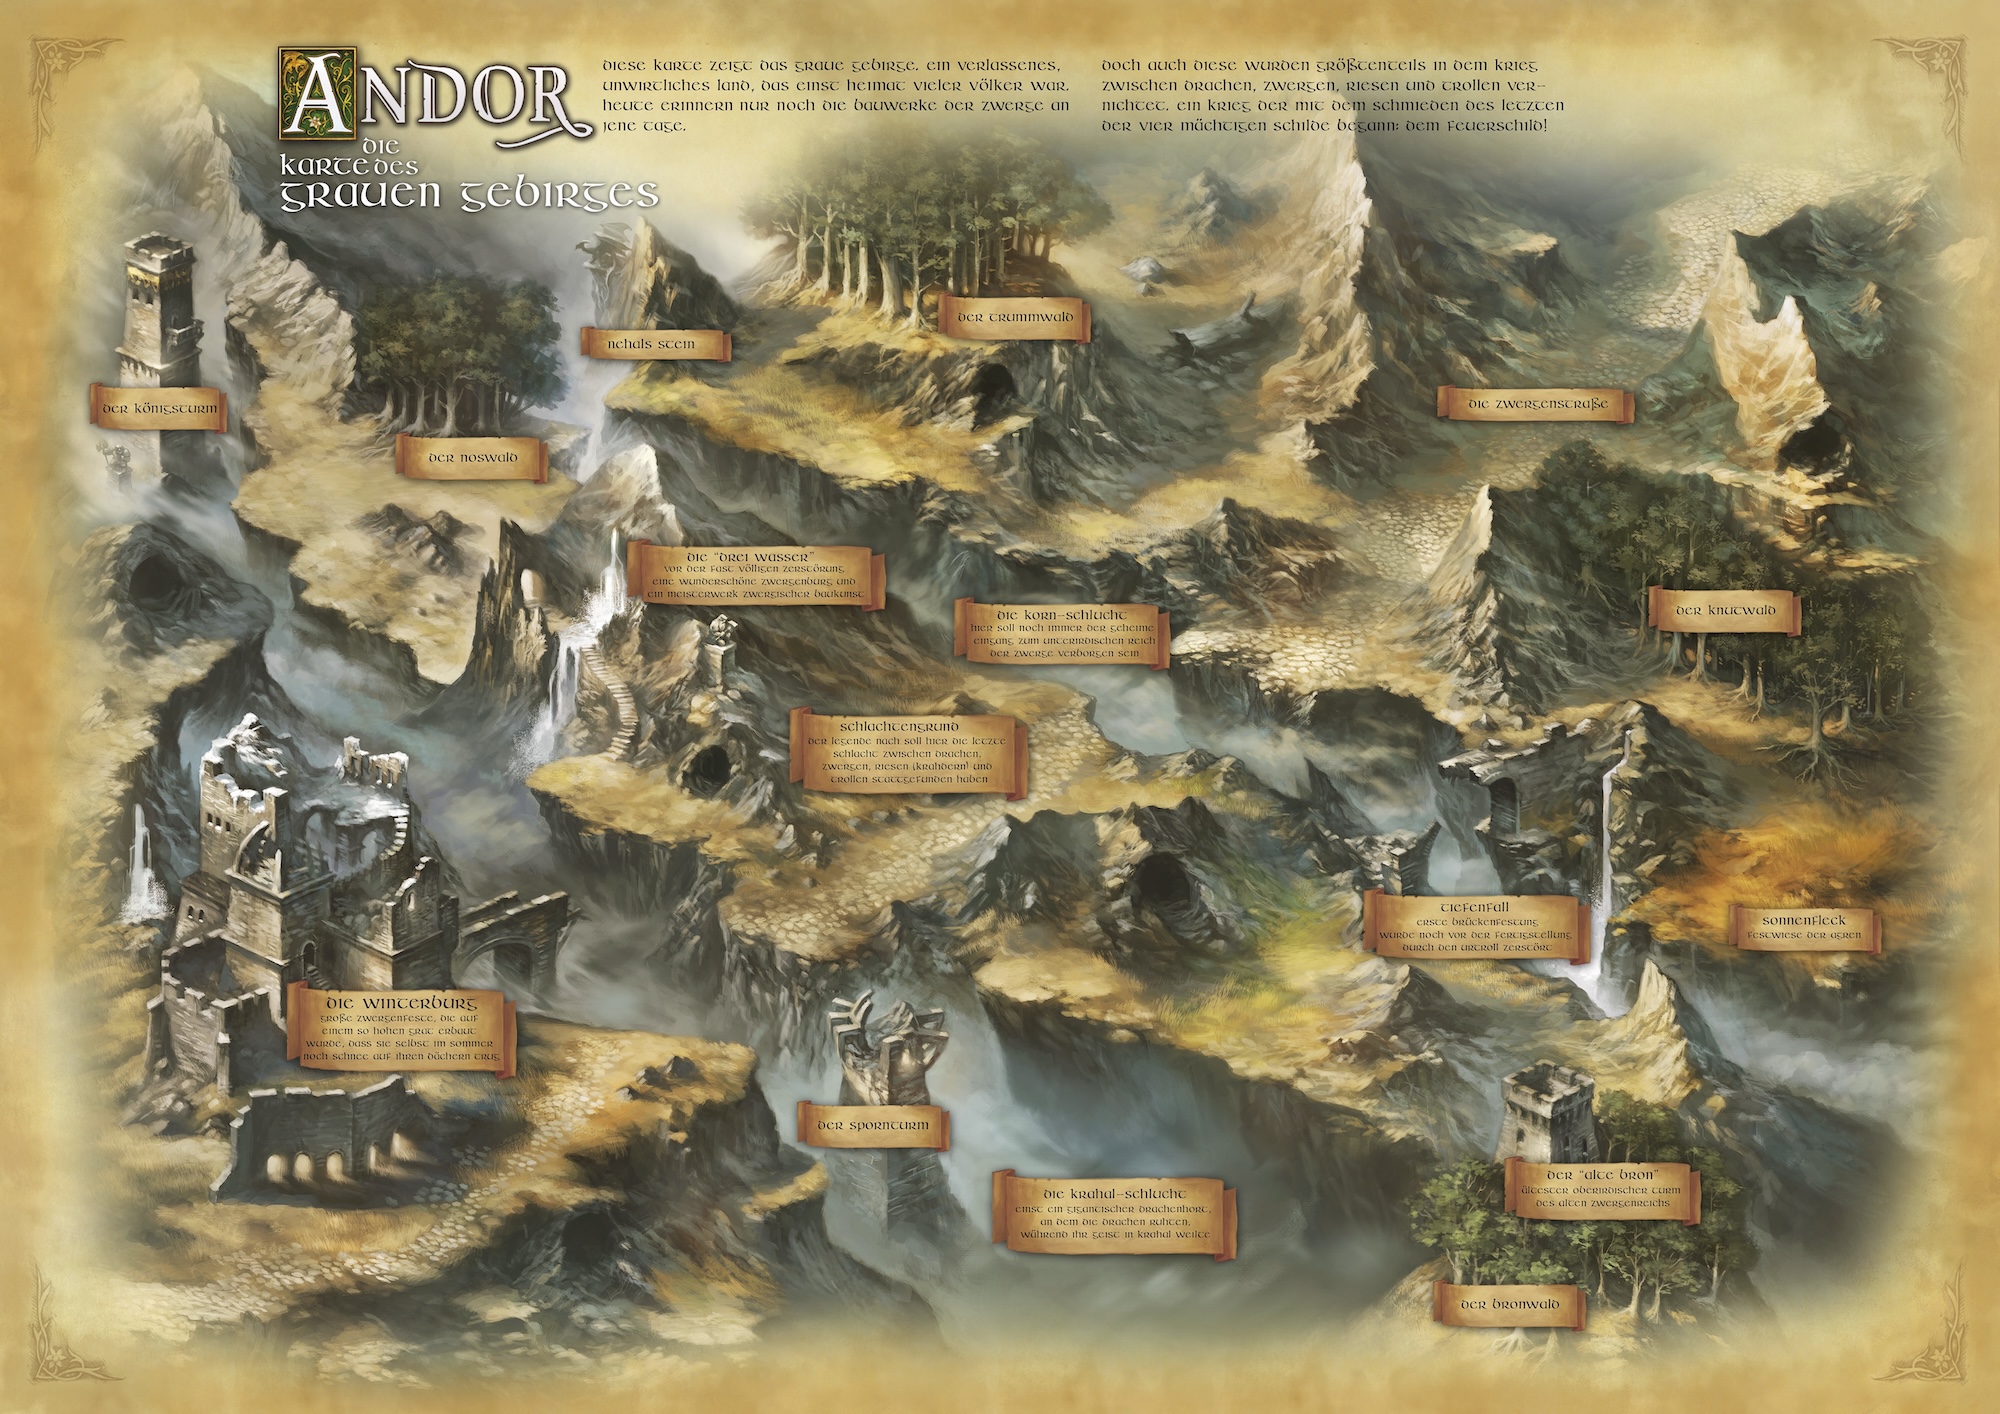 ANDOR
die
karte des
grauen gebirges
diese karte zeigt das graue gebirge. ein verlassenes,
unwirtliches land, das einst heimat vieler völker war.
heute erinnern nur noch die bauwerke der zwerge an
jene tage.
doch auch diese wurden größtenteils in dem krieg
zwischen drachen, zwergen, riesen und trollen ver-
nichtet. ein krieg der mit dem schmieden des letzten
der vier mächtigen schilde begann: dem feuerschild!
der trummwald
nehals stein
die zwergenstraße
der königsturm
der noswald
die "drei wasser"
vor der fast völligen zerstörung
eine wunderschöne zwergenburg und
ein meisterwerk zwergischer baukunst
der knutwald
die korn-schlucht
hier soll noch immer der geheime
eingang zum unterirdischen reich
der zwerge verborgen sein
schlachtengrund
der legende nach soll hier die letzte
schlacht zwischen drachen,
zwergen, riesen (krahdern) und
trollen stattgefunden haben
tiefenfall
erste brückenfestung
wurde noch vor der fertigstellung
durch den urtroll zerstört
sonnenfleck
festwiese der agren
die winterburg
große zwergenfeste, die auf
einem so hohen grat erbaut
wurde, dass sie selbst im sommer
noch schnee auf ihren dächern trug
der spornturm
die krahal-schlucht
einst ein gigantischer drachenhort,
an dem die drachen ruhten,
während ihr geist in krahal weilte
der "alte bron"
ältester oberirdischer turm
des alten zwergenreichs
der bronwald